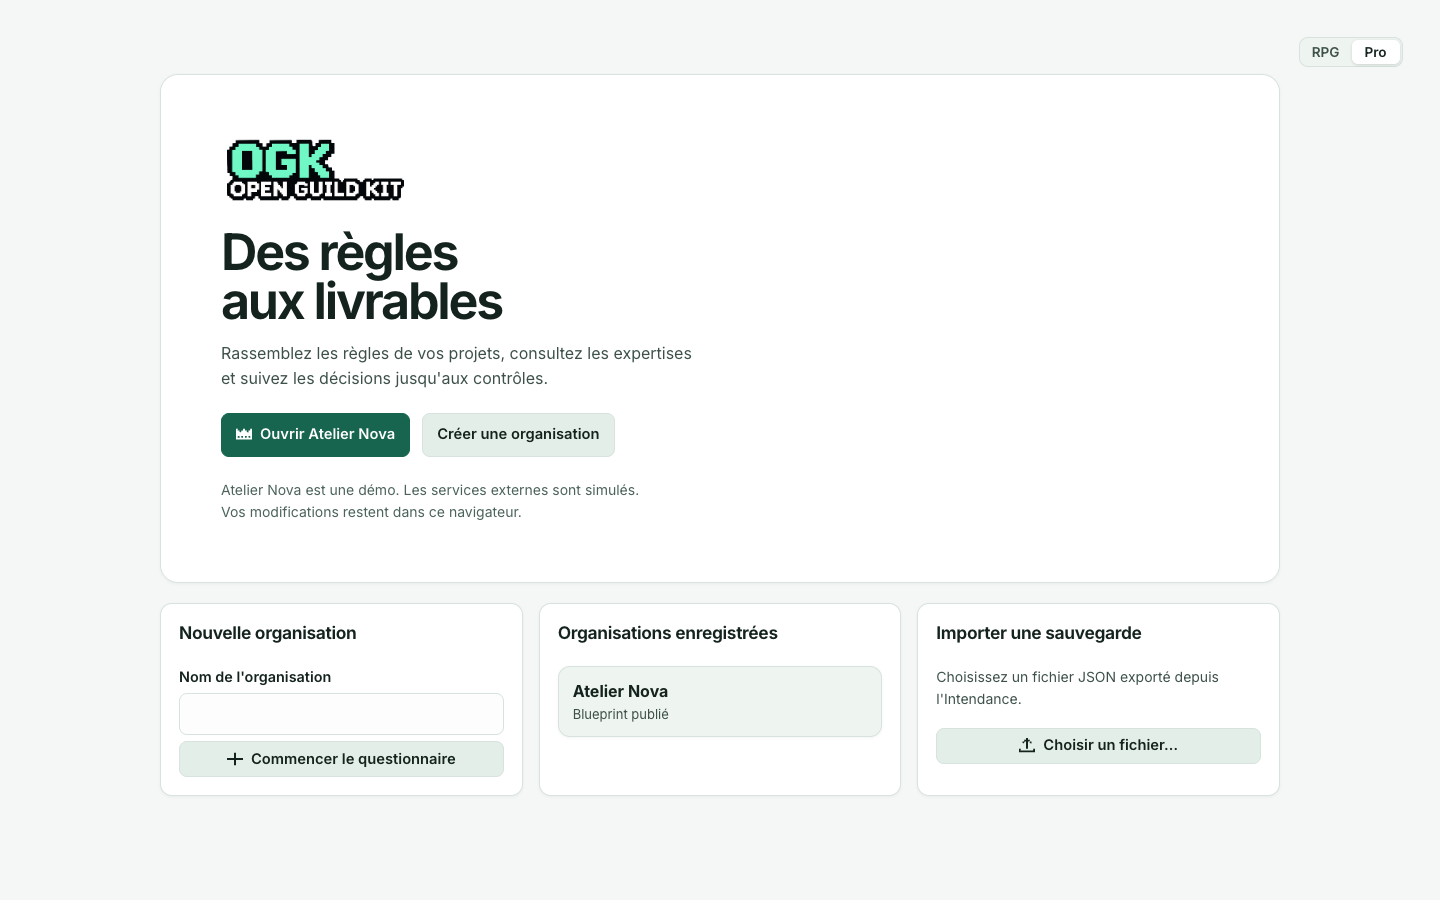 RPG
Pro
OGK
OPEN GUILD KIT
Des règles
aux livrables
Rassemblez les règles de vos projets, consultez les expertises
et suivez les décisions jusqu'aux contrôles.
Ouvrir Atelier Nova
Créer une organisation
Atelier Nova est une démo. Les services externes sont simulés.
Vos modifications restent dans ce navigateur.
Nouvelle organisation
Nom de l'organisation
Commencer le questionnaire
Organisations enregistrées
Atelier Nova
Blueprint publié
Importer une sauvegarde
Choisissez un fichier JSON exporté depuis
l'Intendance.
Choisir un fichier...